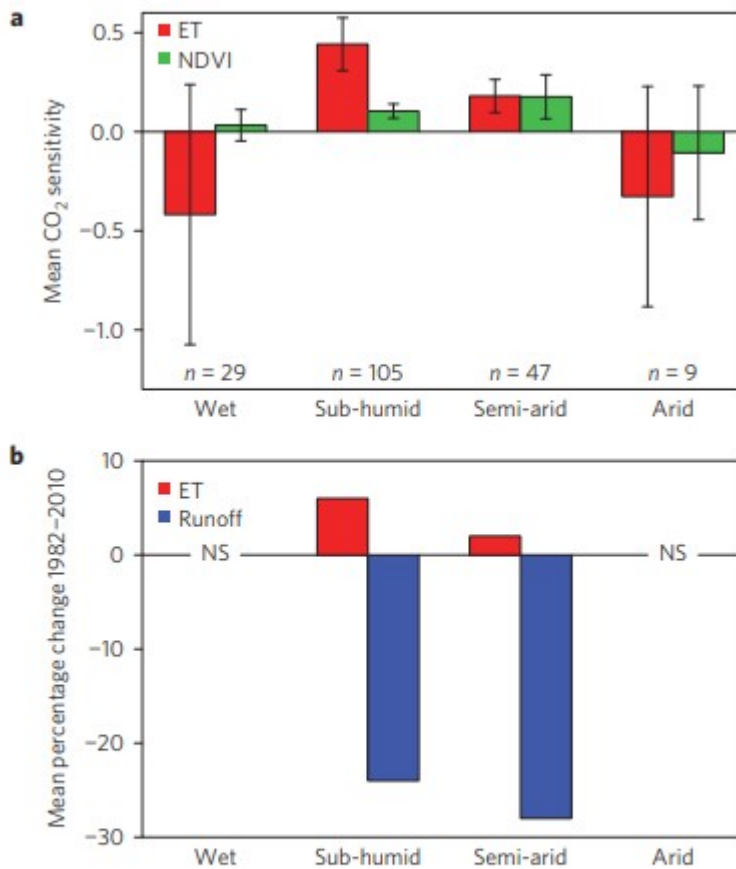 a
ET
NDVI
Mean CO₂ sensitivity
0.5
0.0
−0.5
−1.0
n = 29
n = 105
n = 47
n = 9
Wet
Sub-humid
Semi-arid
Arid
b
ET
Runoff
Mean percentage change 1982–2010
10
0
−10
−20
−30
NS
NS
Wet
Sub-humid
Semi-arid
Arid